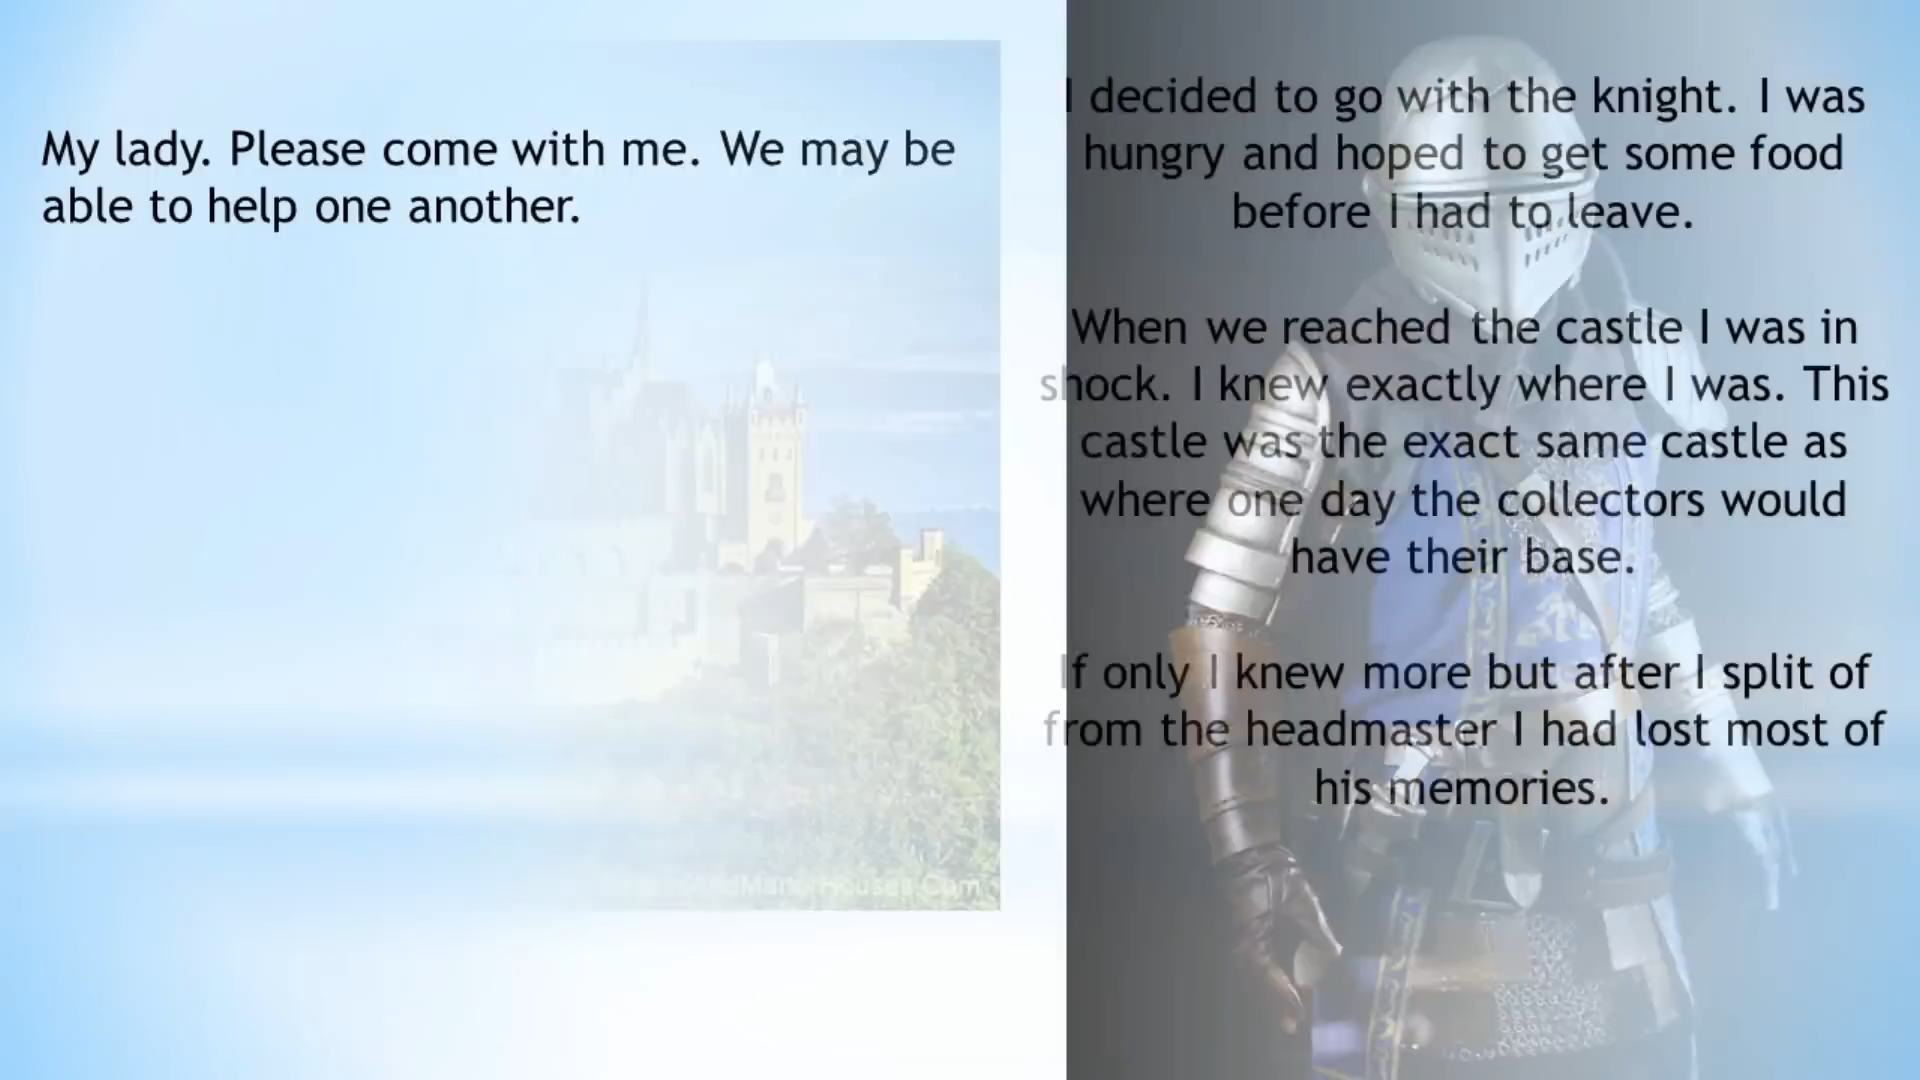 My lady. Please come with me. We may be
able to help one another.
I decided to go with the knight. I was
hungry and hoped to get some food
before I had to leave.
When we reached the castle I was in
shock. I knew exactly where I was. This
castle was the exact same castle as
where one day the collectors would
have their base.
If only I knew more but after I split of
from the headmaster I had lost most of
his memories.